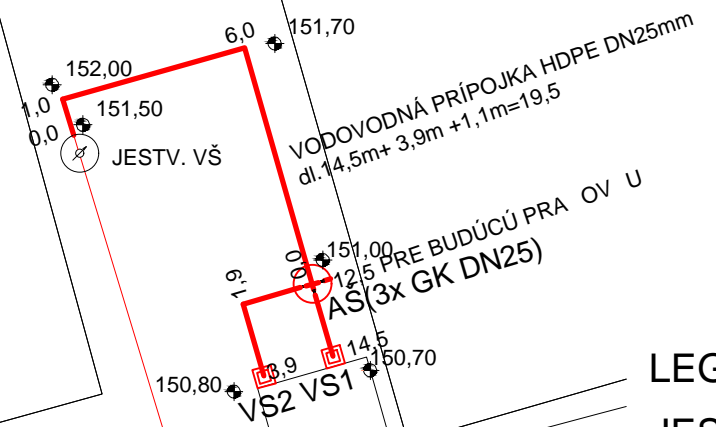 6,0
151,70
152,00
1,0
151,50
0,0
JESTV. VŠ
VODOVODNÁ PRÍPOJKA HDPE DN25mm
dl.14,5m+ 3,9m +1,1m=19,5
0,0
151,00
12,5 PRE BUDÚCÚ PRA OV U
AŠ(3x GK DN25)
1,9
14,5
150,70
3,9
150,80
VS2 VS1
LEG